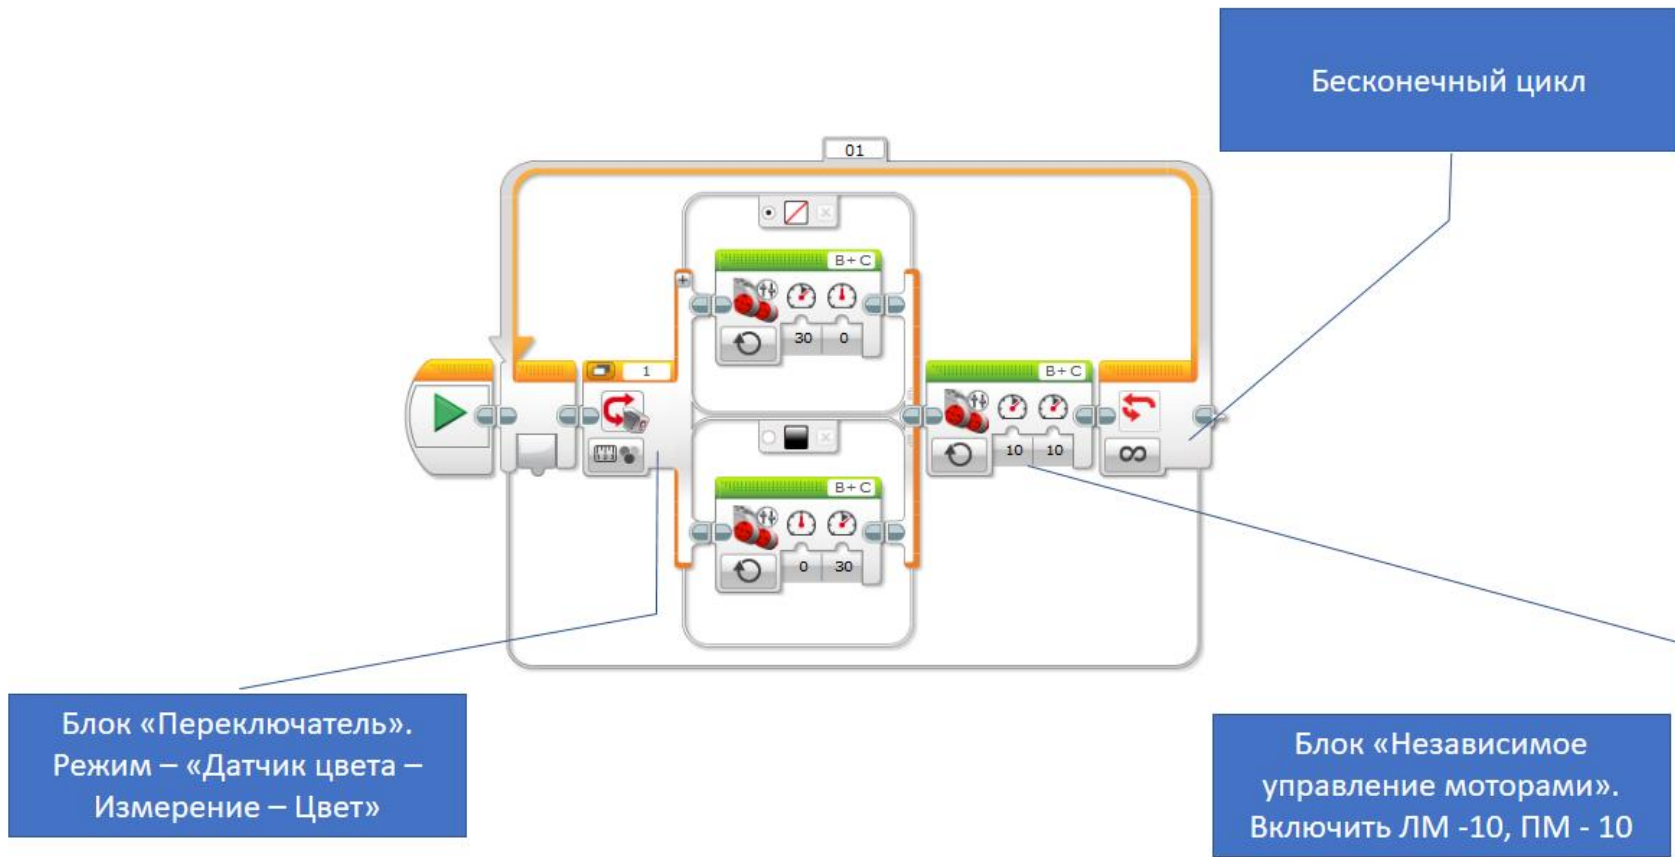 Бесконечный цикл
01
B+C
30 0
1
B+C
10 10
∞
B+C
0 30
Блок «Переключатель».
Режим – «Датчик цвета –
Измерение – Цвет»
Блок «Независимое
управление моторами».
Включить ЛМ -10, ПМ - 10